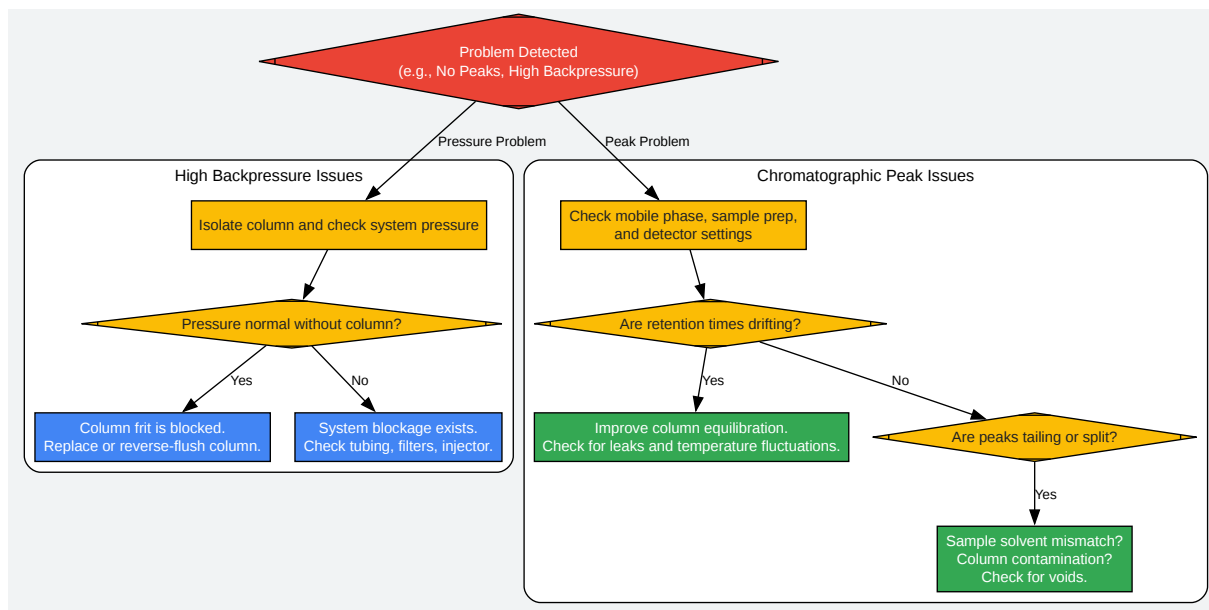 Problem Detected
(e.g., No Peaks, High Backpressure)
Pressure Problem
Peak Problem
High Backpressure Issues
Isolate column and check system pressure
Pressure normal without column?
Yes
No
Column frit is blocked.
Replace or reverse-flush column.
System blockage exists.
Check tubing, filters, injector.
Chromatographic Peak Issues
Check mobile phase, sample prep,
and detector settings
Are retention times drifting?
Yes
No
Improve column equilibration.
Check for leaks and temperature fluctuations.
Are peaks tailing or split?
Yes
Sample solvent mismatch?
Column contamination?
Check for voids.